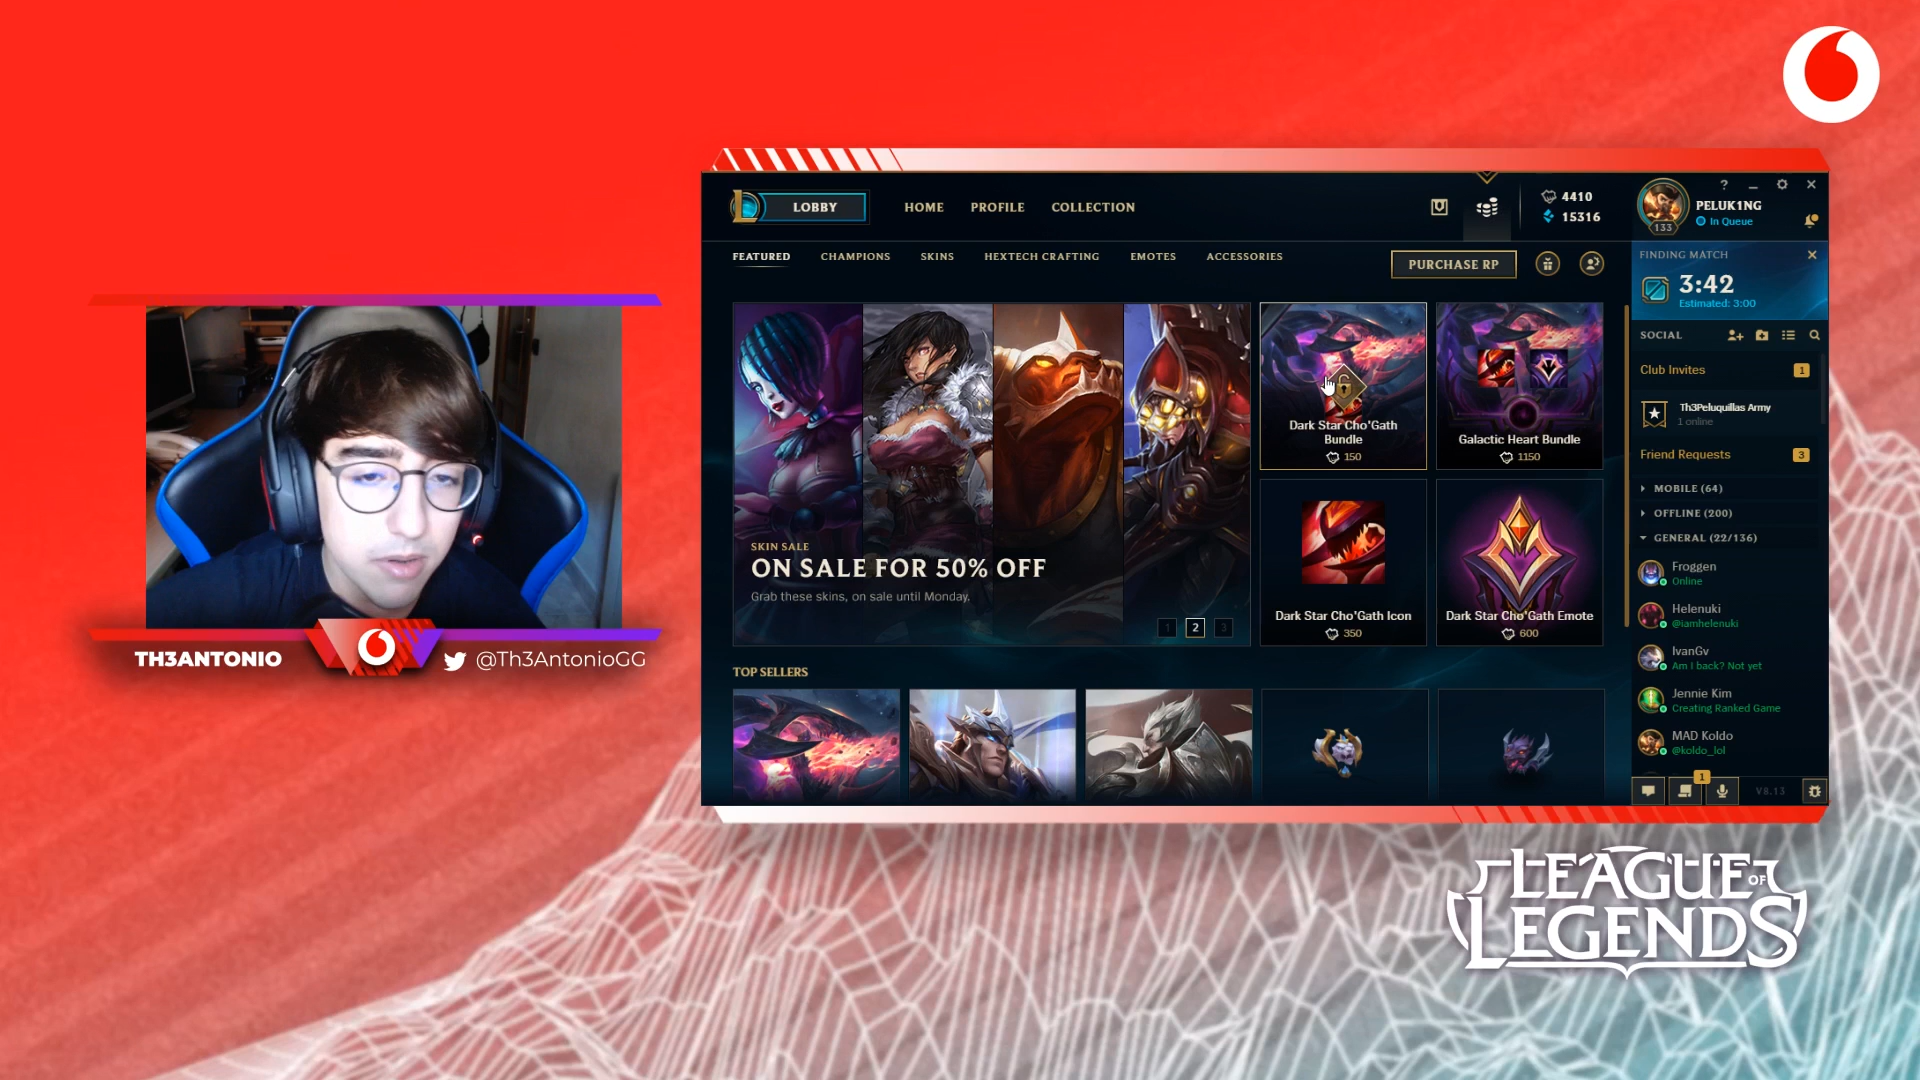 LOBBY
HOME
PROFILE
COLLECTION
4410
15316
?
133
PELUK1NG
In Queue
FEATURED
CHAMPIONS
SKINS
HEXTECH CRAFTING
EMOTES
ACCESSORIES
PURCHASE RP
FINDING MATCH
3:42
Estimated: 3:00
SKIN SALE
ON SALE FOR 50% OFF
Grab these skins, on sale until Monday.
1 2 3
Dark Star Cho'Gath
Bundle
150
Galactic Heart Bundle
1150
Dark Star Cho'Gath Icon
350
Dark Star Cho'Gath Emote
600
TOP SELLERS
SOCIAL
Club Invites
1
Th3Peluquillas Army
1 online
Friend Requests
3
MOBILE (64)
OFFLINE (200)
GENERAL (22/136)
Froggen
Online
Helenuki
@iamhelenuki
IvanGv
Am I back? Not yet
Jennie Kim
Creating Ranked Game
MAD Koldo
@koldo_lol
1
V8.13
TH3ANTONIO
@Th3AntonioGG
LEAGUE OF
LEGENDS